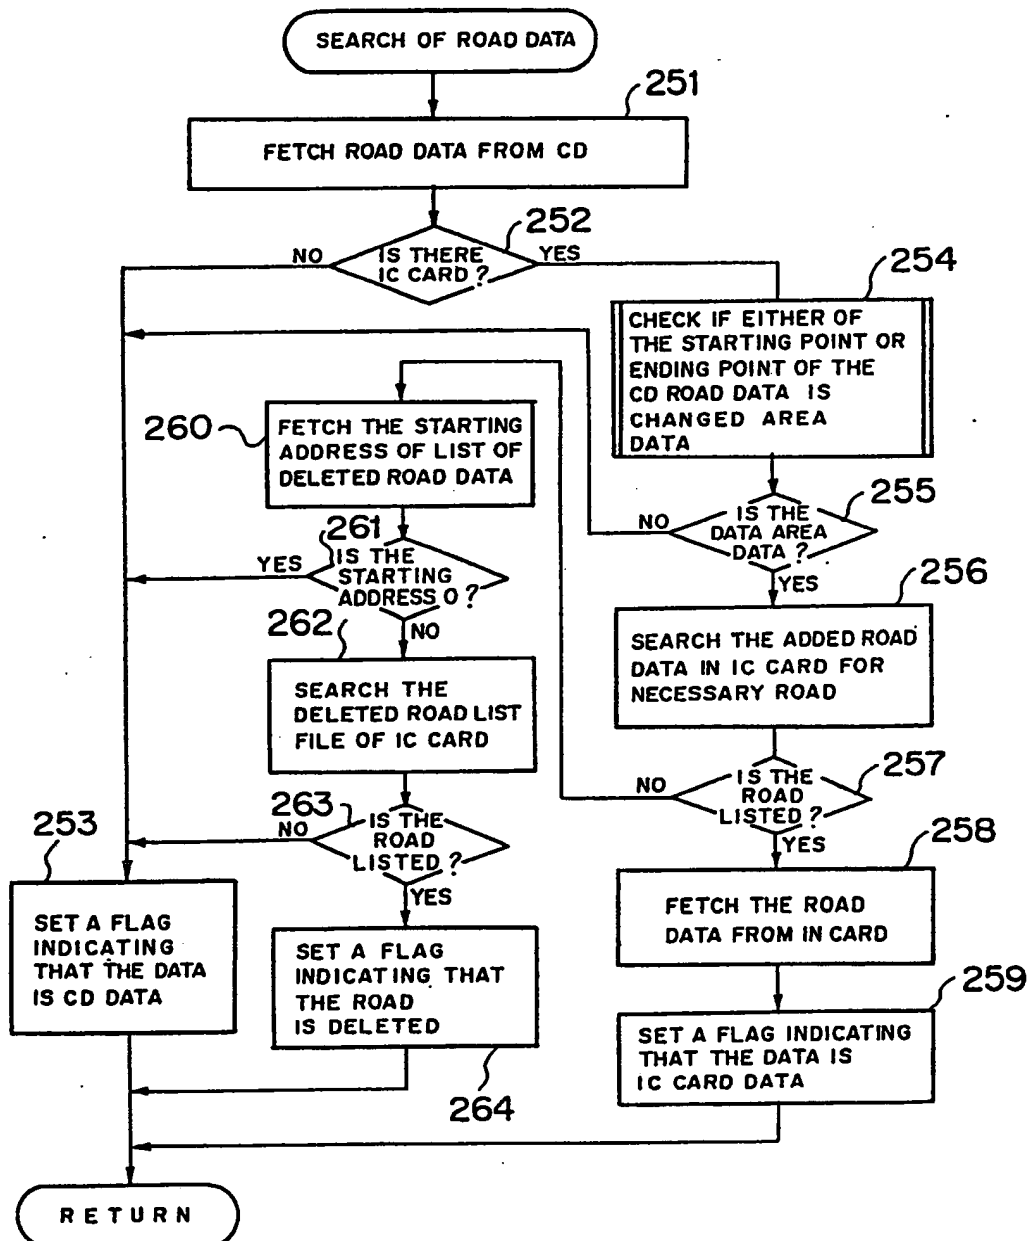 SEARCH OF ROAD DATA
251
FETCH ROAD DATA FROM CD
252
IS THERE
IC CARD?
NO
YES
254
CHECK IF EITHER OF
THE STARTING POINT OR
ENDING POINT OF THE
CD ROAD DATA IS
CHANGED AREA
DATA
260
FETCH THE STARTING
ADDRESS OF LIST OF
DELETED ROAD DATA
255
IS THE
DATA AREA
DATA?
NO
YES
261
IS THE
STARTING
ADDRESS 0?
YES
NO
256
SEARCH THE ADDED ROAD
DATA IN IC CARD FOR
NECESSARY ROAD
262
SEARCH THE
DELETED ROAD LIST
FILE OF IC CARD
257
IS THE
ROAD
LISTED?
NO
YES
263
IS THE
ROAD
LISTED?
NO
YES
253
SET A FLAG
INDICATING
THAT THE DATA
IS CD DATA
258
FETCH THE ROAD
DATA FROM IN CARD
SET A FLAG
INDICATING THAT
THE ROAD
IS DELETED
264
259
SET A FLAG INDICATING
THAT THE DATA IS
IC CARD DATA
RETURN